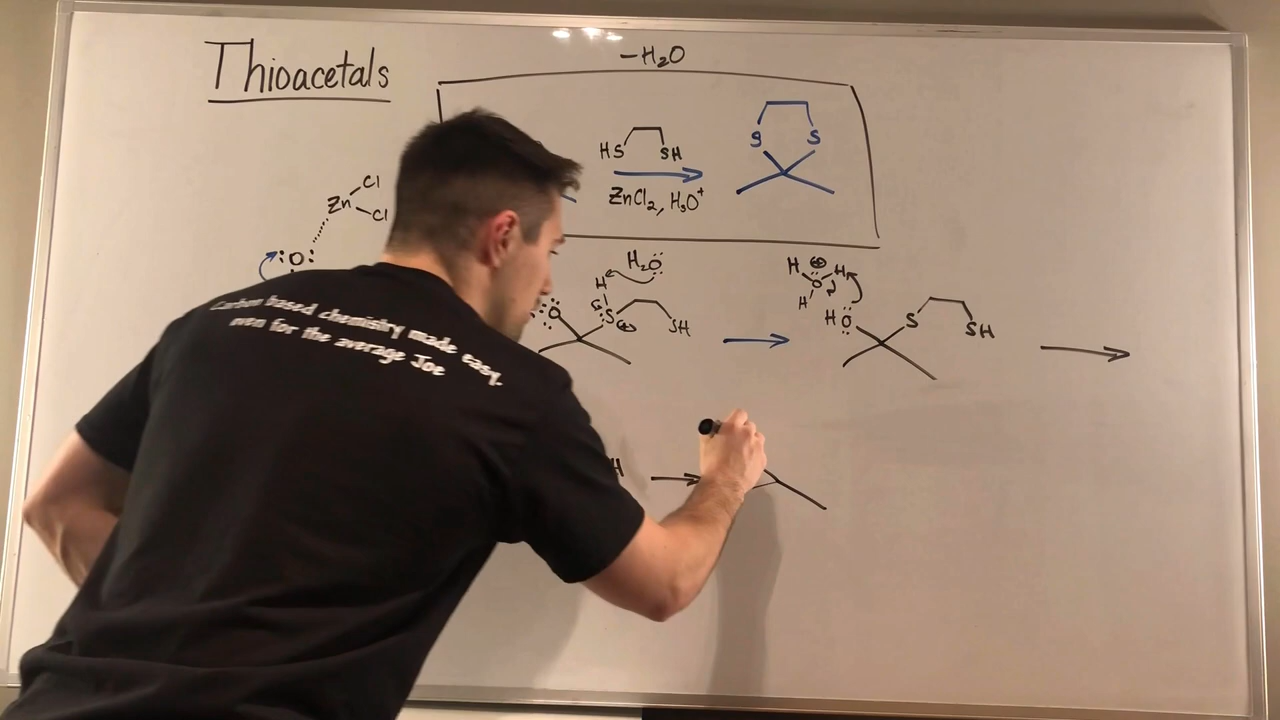 Thioacetals
-H₂O
HS SH
ZnCl₂, H₃O⁺
S S
Zn Cl
Cl
:O:
H₂O
H
O S SH
⊕
H ⊕ H
O
H
HO S SH
H
Carbon based chemistry made easy,
even for the average Joe